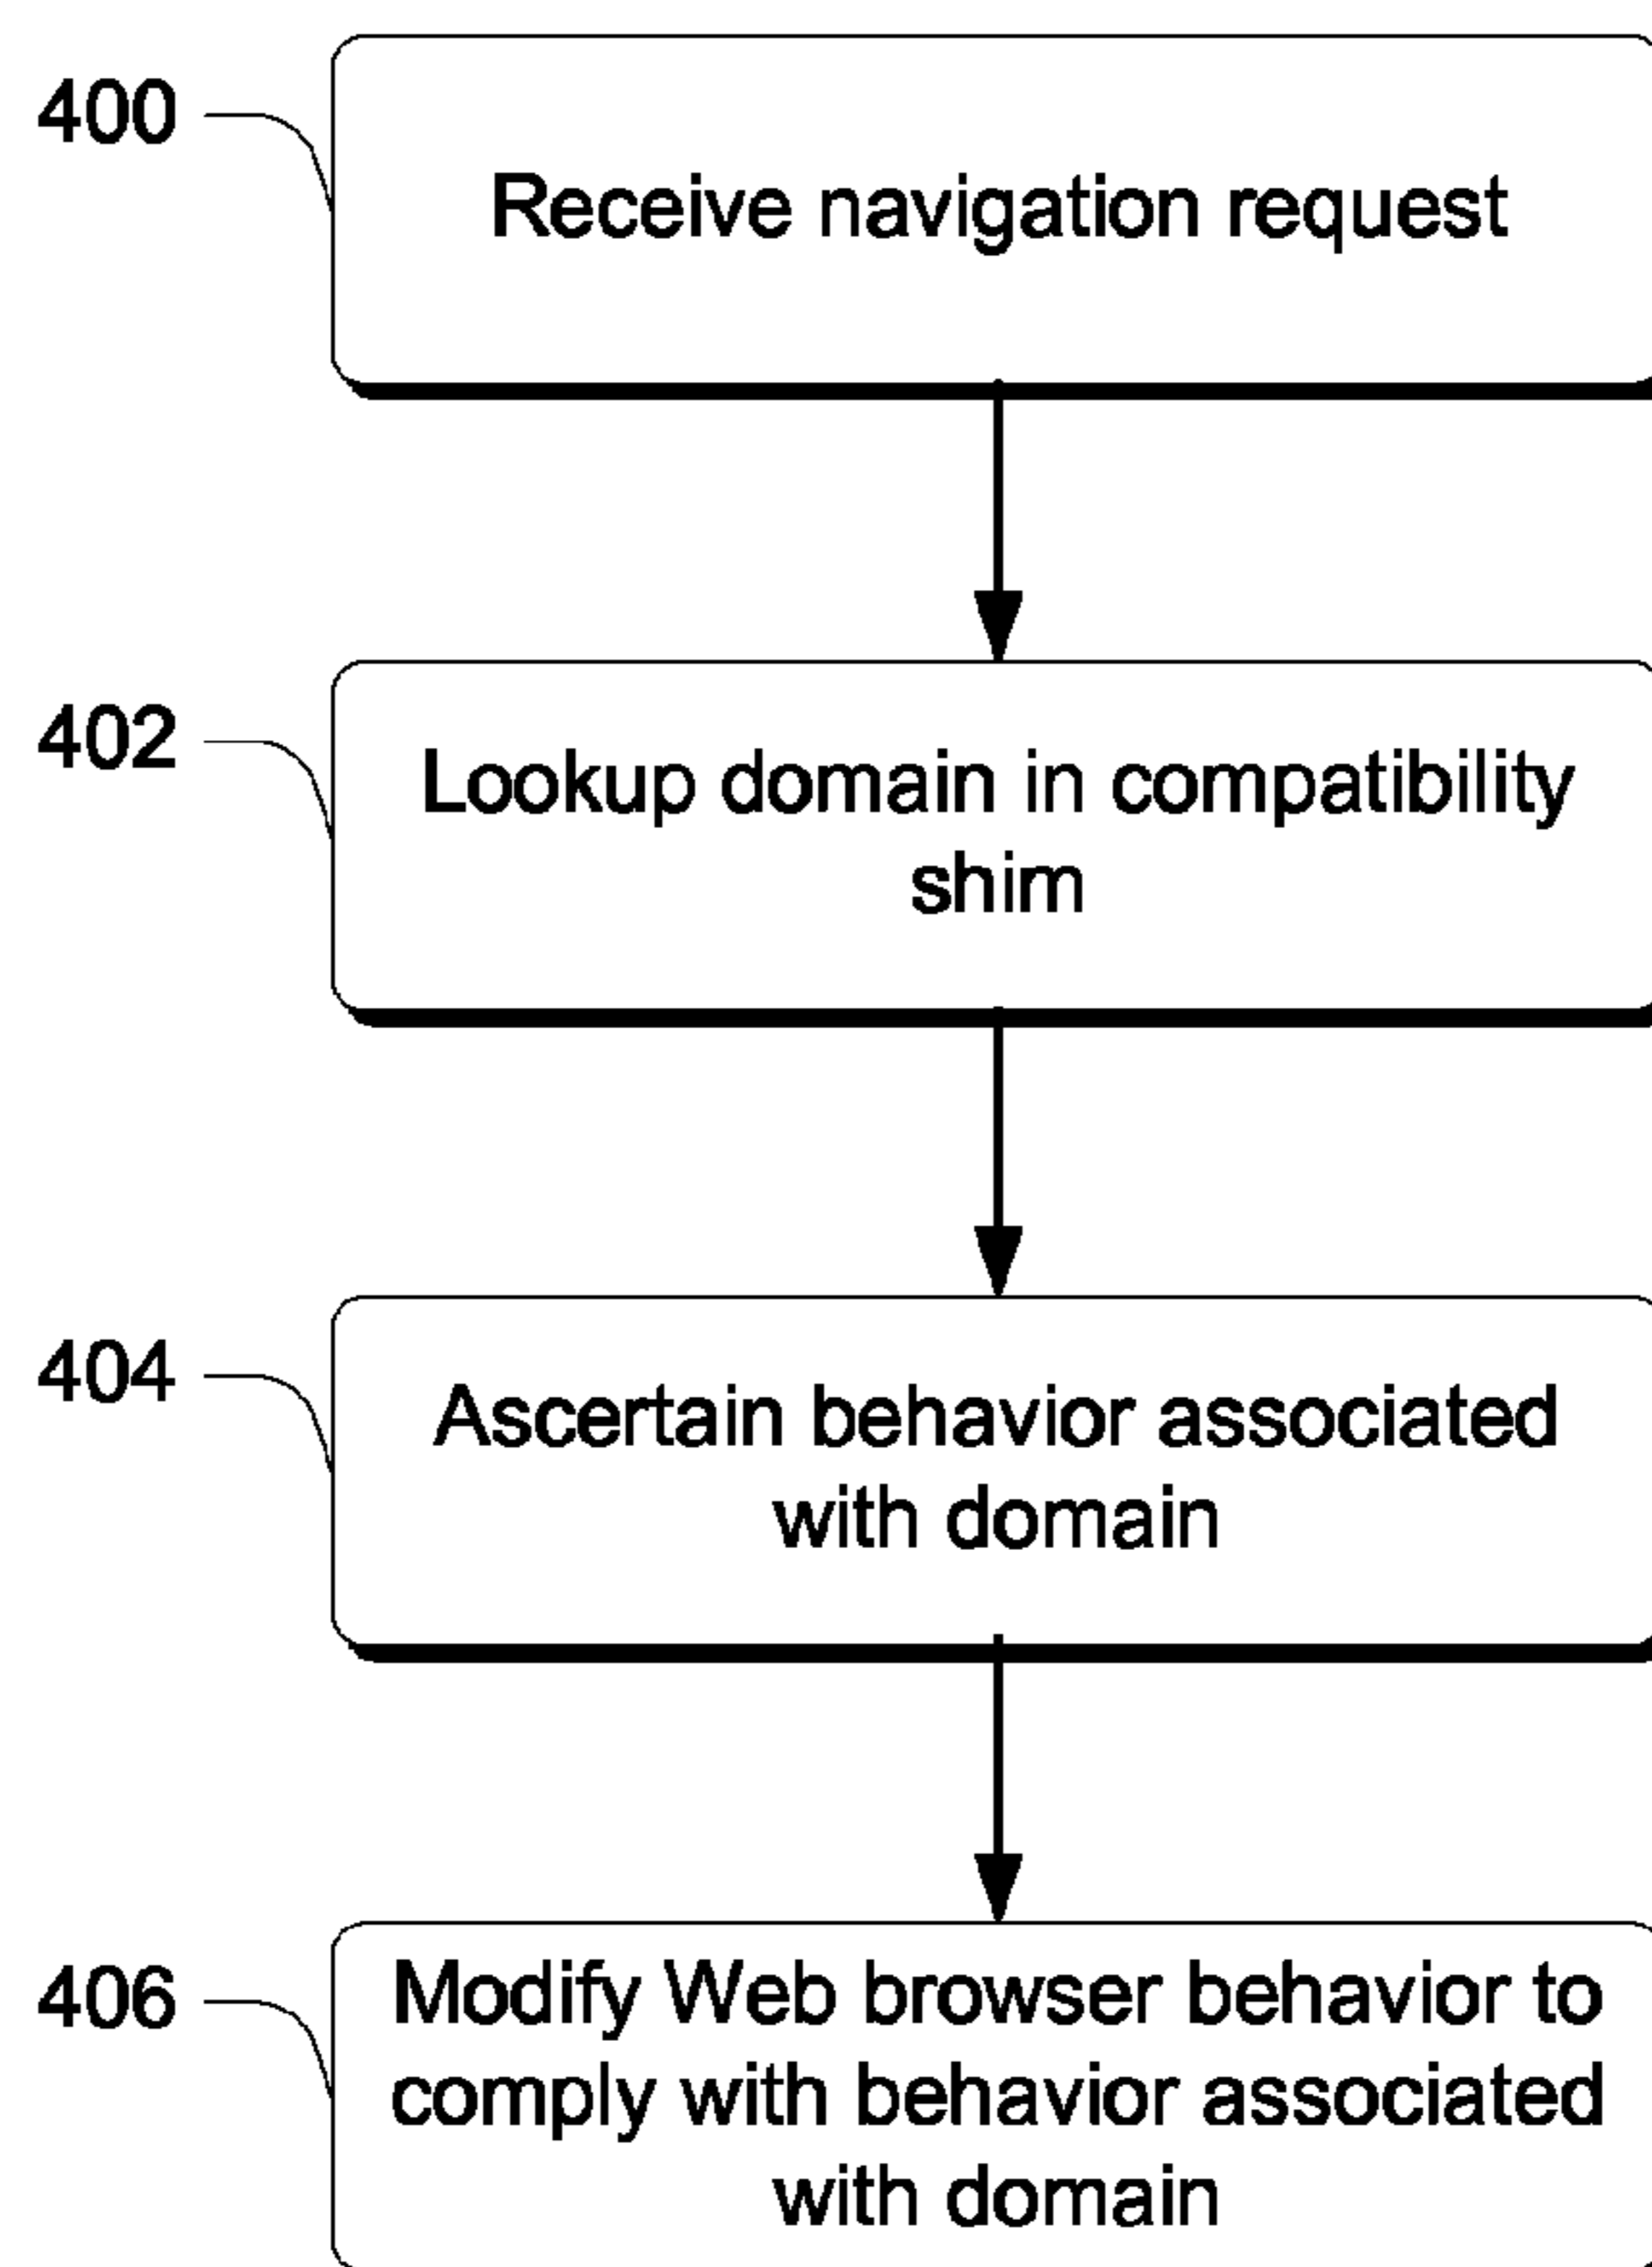 400
Receive navigation request
402
Lookup domain in compatibility
shim
404
Ascertain behavior associated
with domain
406
Modify Web browser behavior to
comply with behavior associated
with domain